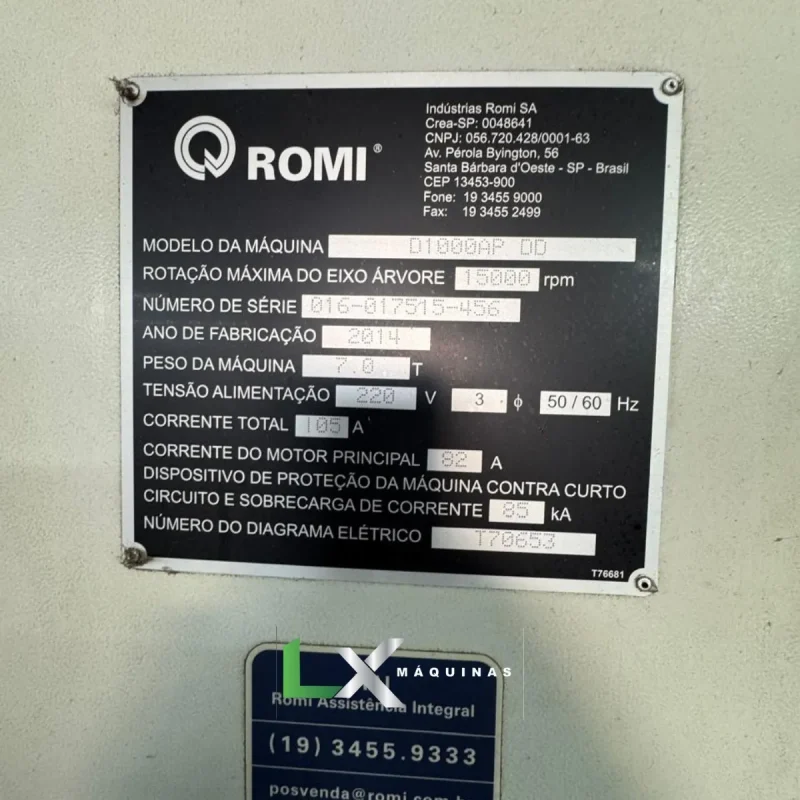 ROMI®
Indústrias Romi SA
Crea-SP: 0048641
CNPJ: 056.720.428/0001-63
Av. Pérola Byington, 56
Santa Bárbara d'Oeste - SP - Brasil
CEP 13453-900
Fone: 19 3455 9000
Fax: 19 3452 2499
MODELO DA MÁQUINA D1000AP DD
ROTAÇÃO MÁXIMA DO EIXO ÁRVORE 15000 rpm
NÚMERO DE SÉRIE 016-017515-456
ANO DE FABRICAÇÃO 2014
PESO DA MÁQUINA 7.0 T
TENSÃO ALIMENTAÇÃO 220 V 3 ϕ 50/60 Hz
CORRENTE TOTAL 105 A
CORRENTE DO MOTOR PRINCIPAL 82 A
DISPOSITIVO DE PROTEÇÃO DA MÁQUINA CONTRA CURTO
CIRCUITO E SOBRECARGA DE CORRENTE 85 kA
NÚMERO DO DIAGRAMA ELÉTRICO T70653
T76681
LX MÁQUINAS
Romi Assistência Integral
(19) 3455.9333
posvenda@romi.com.b